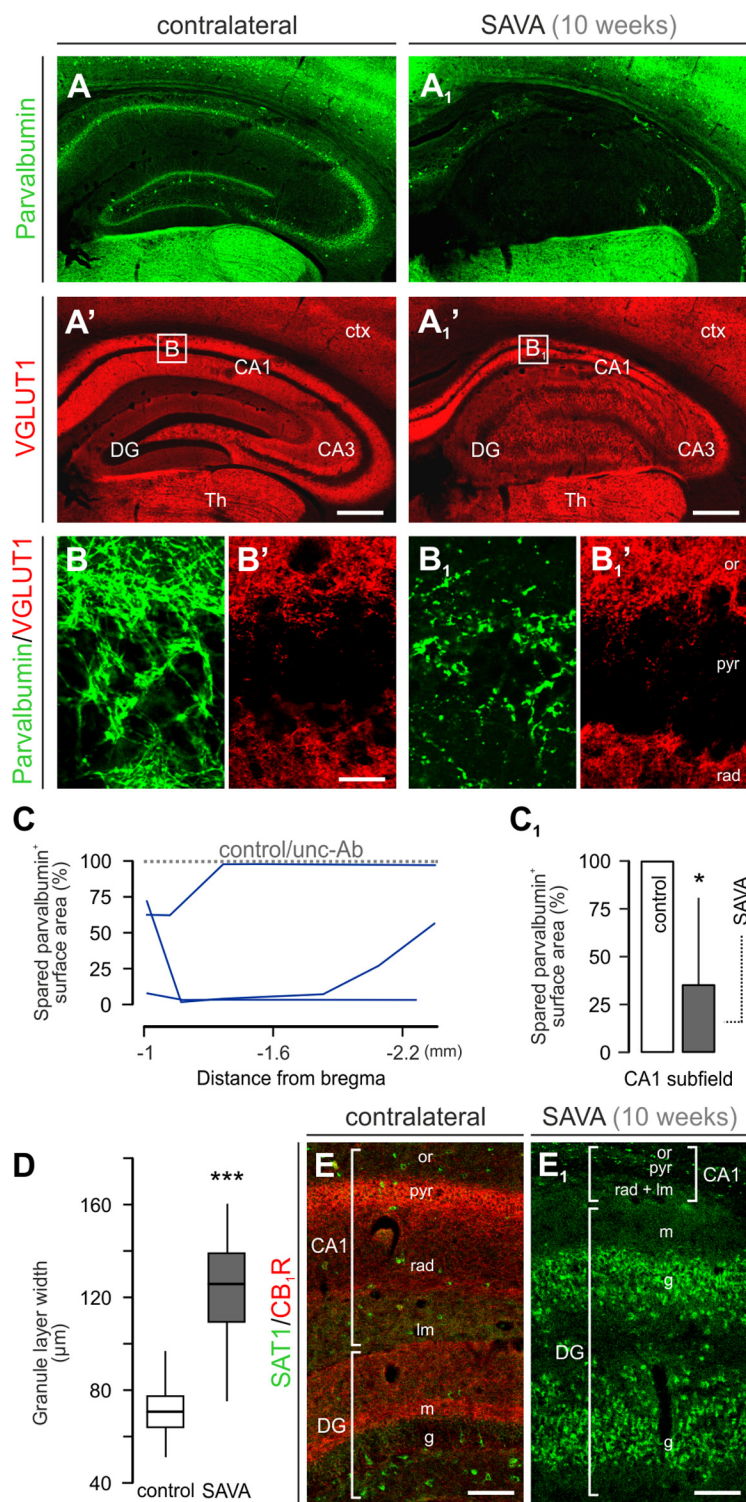 contralateral
SAVA (10 weeks)
Parvalbumin
A
A₁
VGLUT1
A’
B
CA1
ctx
DG
CA3
Th
A₁’
B₁
CA1
ctx
DG
CA3
Th
Parvalbumin/VGLUT1
B
B’
B₁
B₁’
or
pyr
rad
C
control/unc-Ab
Spared parvalbumin⁺
surface area (%)
100
75
50
25
0
-1
-1.6
-2.2 (mm)
Distance from bregma
C₁
Spared parvalbumin⁺
surface area (%)
100
75
50
25
0
control
*
SAVA
CA1 subfield
D
Granule layer width
(μm)
160
120
80
40
***
control
SAVA
contralateral
SAVA (10 weeks)
SAT1/CB₁R
E
or
pyr
CA1
rad
lm
DG
m
g
E₁
or
pyr
rad + lm
CA1
m
g
DG
g